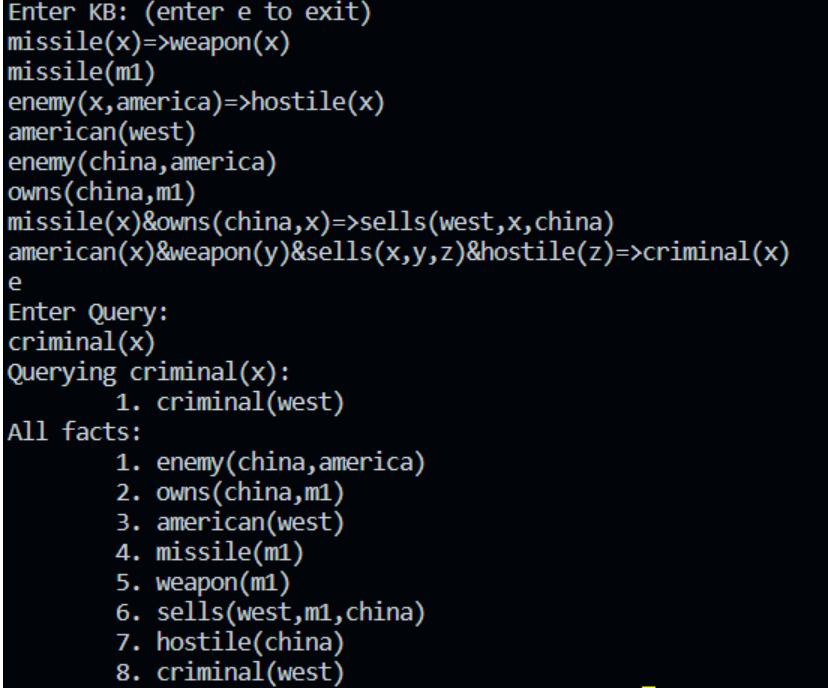 Enter KB: (enter e to exit)
missile(x)=>weapon(x)
missile(m1)
enemy(x,america)=>hostile(x)
american(west)
enemy(china,america)
owns(china,m1)
missile(x)&owns(china,x)=>sells(west,x,china)
american(x)&weapon(y)&sells(x,y,z)&hostile(z)=>criminal(x)
e
Enter Query:
criminal(x)
Querying criminal(x):
1. criminal(west)
All facts:
1. enemy(china,america)
2. owns(china,m1)
3. american(west)
4. missile(m1)
5. weapon(m1)
6. sells(west,m1,china)
7. hostile(china)
8. criminal(west)